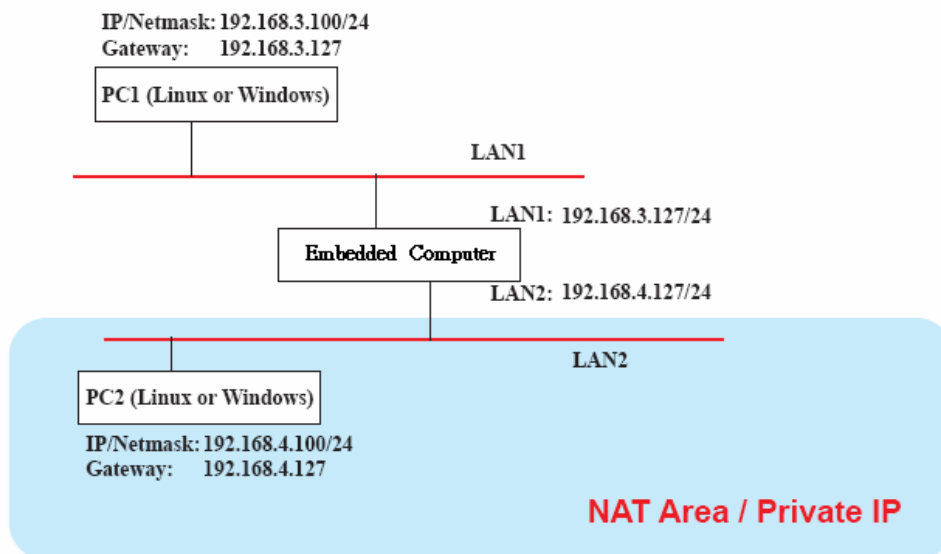 IP/Netmask: 192.168.3.100/24
Gateway: 192.168.3.127
PC1 (Linux or Windows)
LAN1
LAN1: 192.168.3.127/24
Embedded Computer
LAN2: 192.168.4.127/24
LAN2
PC2 (Linux or Windows)
IP/Netmask: 192.168.4.100/24
Gateway: 192.168.4.127
NAT Area / Private IP